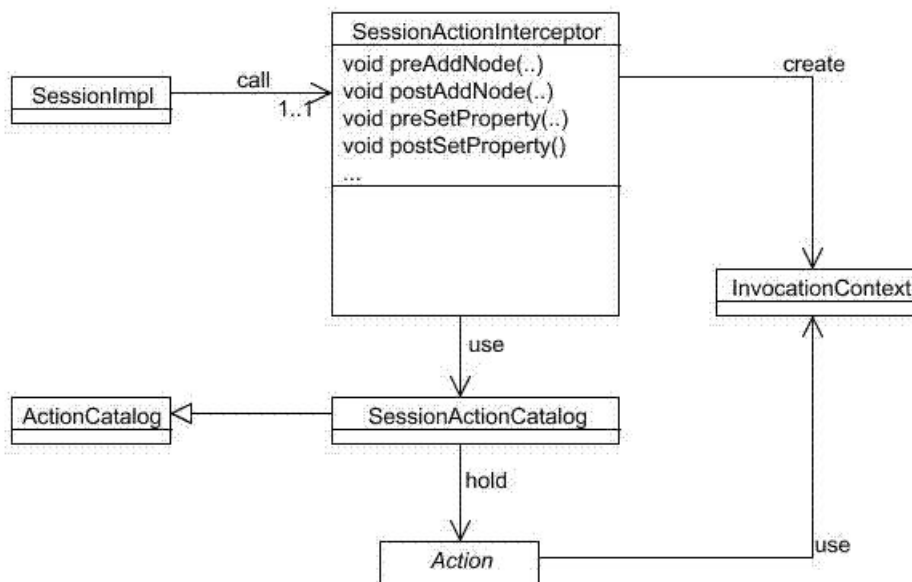 SessionActionInterceptor
void preAddNode(..)
void postAddNode(..)
void preSetProperty(..)
void postSetProperty()
...
call
1..1
create
SessionImpl
InvocationContext
use
ActionCatalog
SessionActionCatalog
hold
Action
use